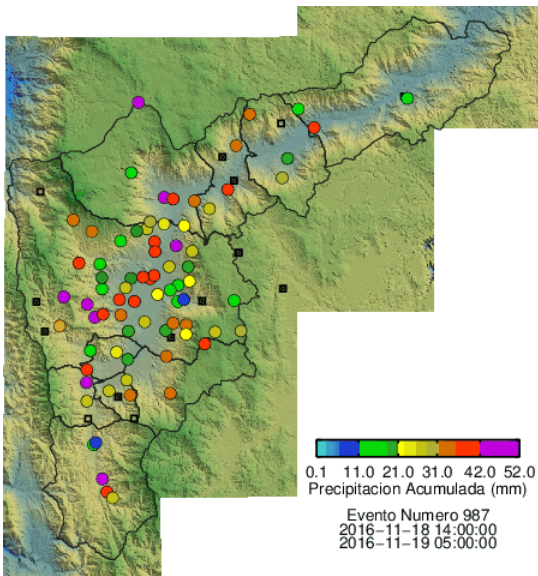 0.1 11.0 21.0 31.0 42.0 52.0
Precipitacion Acumulada (mm)
Evento Numero 987
2016-11-18 14:00:00
2016-11-19 05:00:00